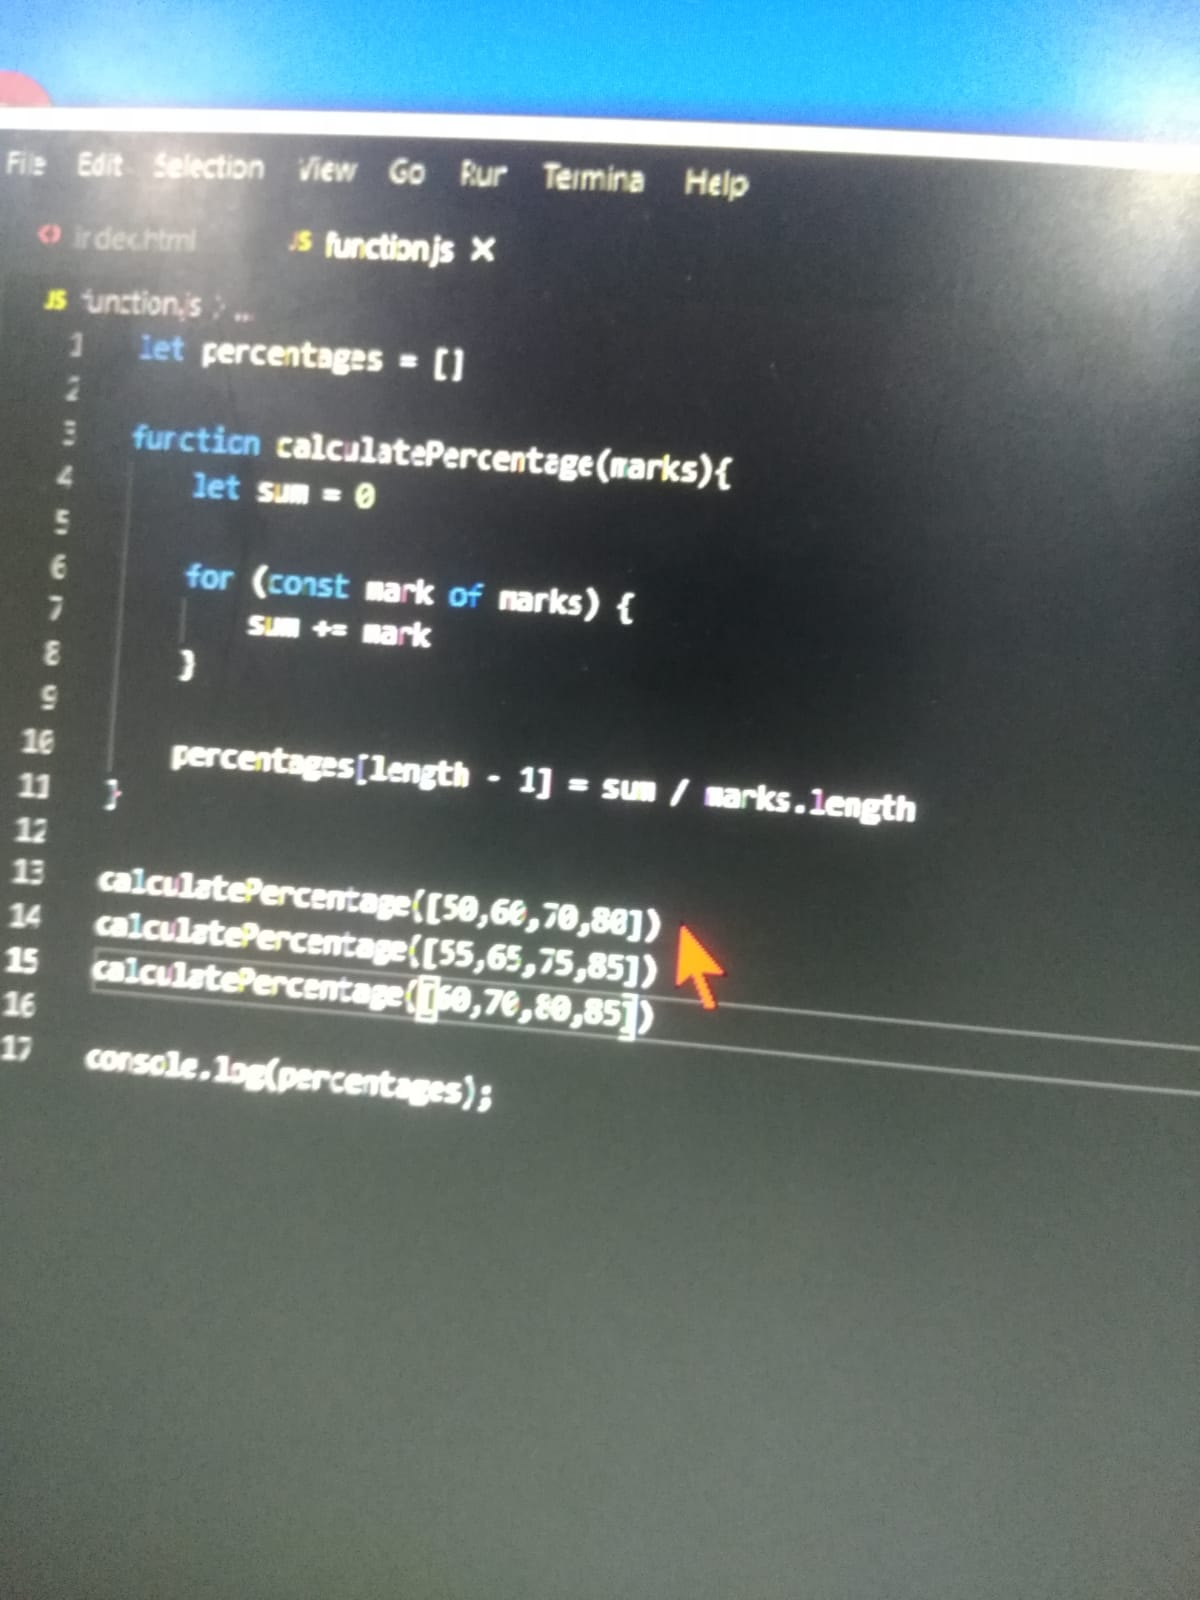 File Edit Selection View Go Run Terminal Help
index.html function.js
function.js > ...
1 let percentages = []
2
3 function calculatePercentage(marks){
4 let sum = 0
5
6 for (const mark of marks) {
7 sum += mark
8 }
9
10 percentages[length - 1] = sum / marks.length
11 }
12
13 calculatePercentage([50,60,70,80])
14 calculatePercentage([55,65,75,85])
15 calculatePercentage([60,70,80,85])
16
17 console.log(percentages);